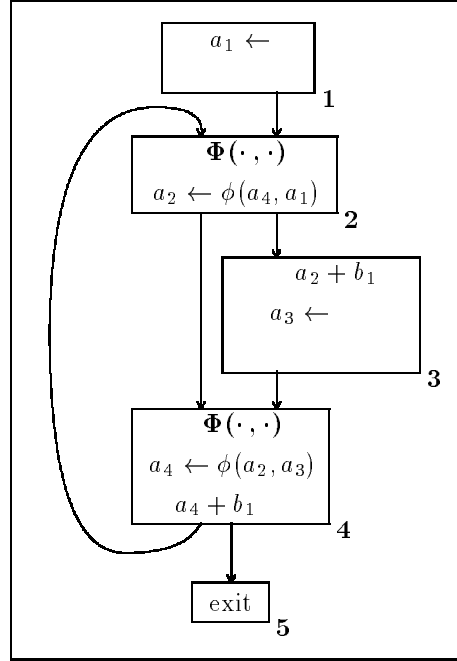 a₁ ←
1
Φ(·,·)
a₂ ← ϕ(a₄, a₁)
2
a₂ + b₁
a₃ ←
3
Φ(·,·)
a₄ ← ϕ(a₂, a₃)
a₄ + b₁
4
exit
5